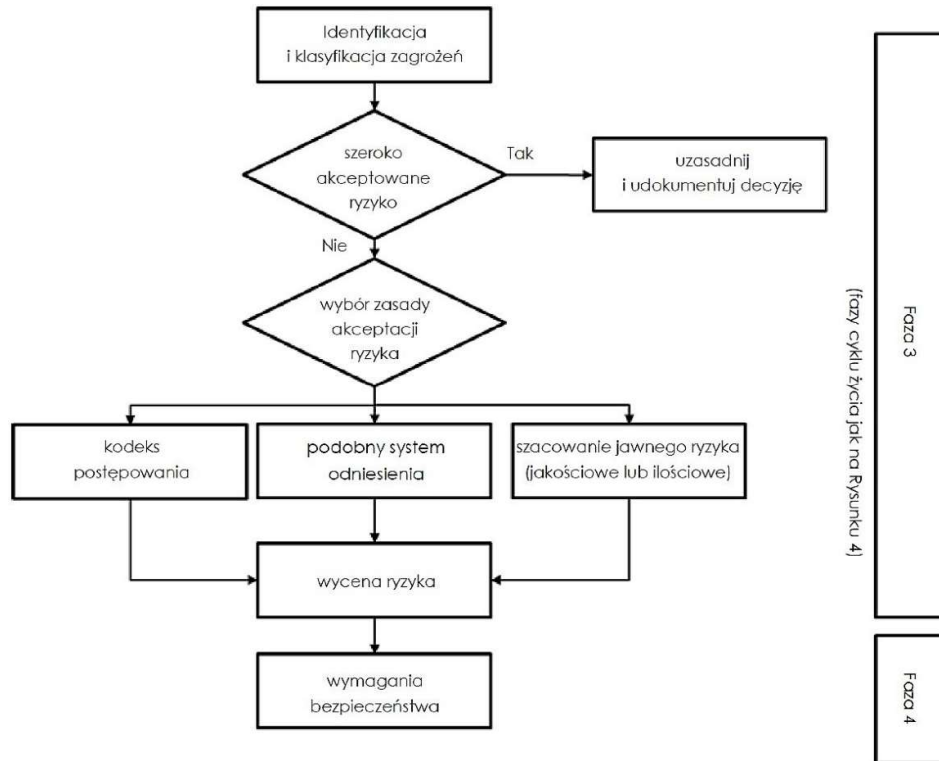 Identyfikacja
i klasyfikacja zagrożeń
szeroko
akceptowane
ryzyko
Tak
uzasadnij
i udokumentuj decyzję
Nie
wybór zasady
akceptacji
ryzyka
kodeks
postępowania
podobny system
odniesienia
szacowanie jawnego ryzyka
(jakościowe lub ilościowe)
wycena ryzyka
wymagania
bezpieczeństwa
Faza 3
(fazy cyklu życia jak na Rysunku 4)
Faza 4